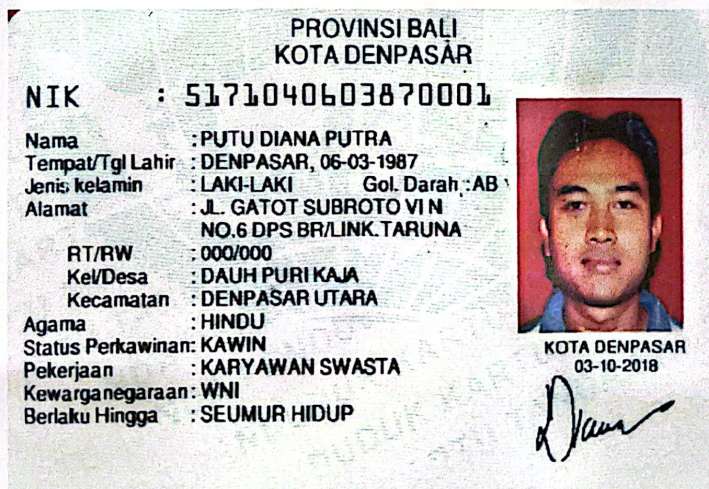 PROVINSI BALI
KOTA DENPASAR
NIK : 5171040603870001
Nama : PUTU DIANA PUTRA
Tempat/Tgl Lahir : DENPASAR, 06-03-1987
Jenis kelamin : LAKI-LAKI Gol. Darah : AB
Alamat : JL. GATOT SUBROTO VI N
NO.6 DPS BR/LINK.TARUNA
RT/RW : 000/000
Kel/Desa : DAUH PURI KAJA
Kecamatan : DENPASAR UTARA
Agama : HINDU
Status Perkawinan: KAWIN
Pekerjaan : KARYAWAN SWASTA
Kewarganegaraan: WNI
Berlaku Hingga : SEUMUR HIDUP
KOTA DENPASAR
03-10-2018
Diana